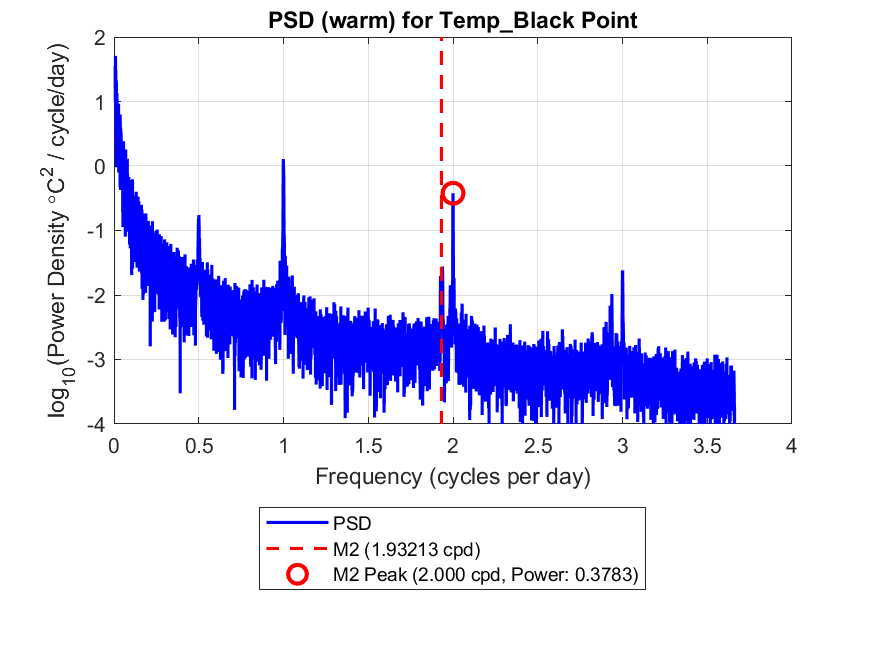 PSD (warm) for Temp_Black Point
log10(Power Density °C2 / cycle/day)
2
1
0
-1
-2
-3
-4
0 0.5 1 1.5 2 2.5 3 3.5 4
Frequency (cycles per day)
PSD
M2 (1.93213 cpd)
M2 Peak (2.000 cpd, Power: 0.3783)